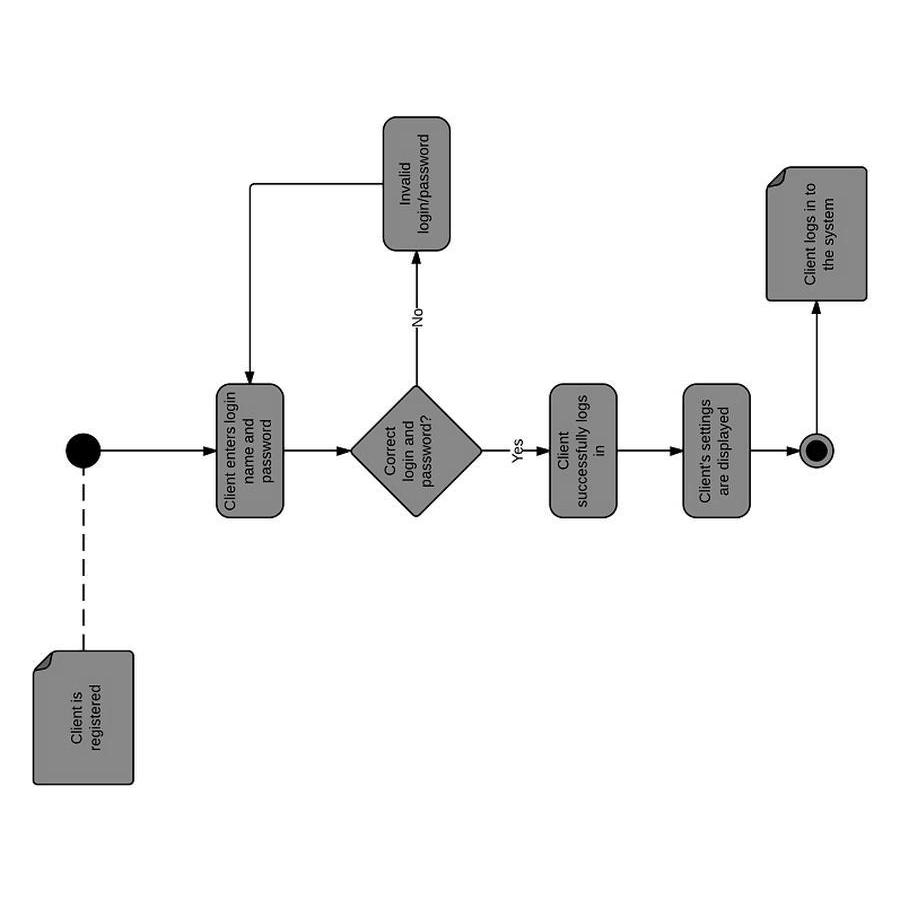 Client is
registered
Client enters login
name and
password
Correct
login and
password?
No
Invalid
login/password
Yes
Client
successfully logs
in
Client's settings
are displayed
Client logs in to
the system